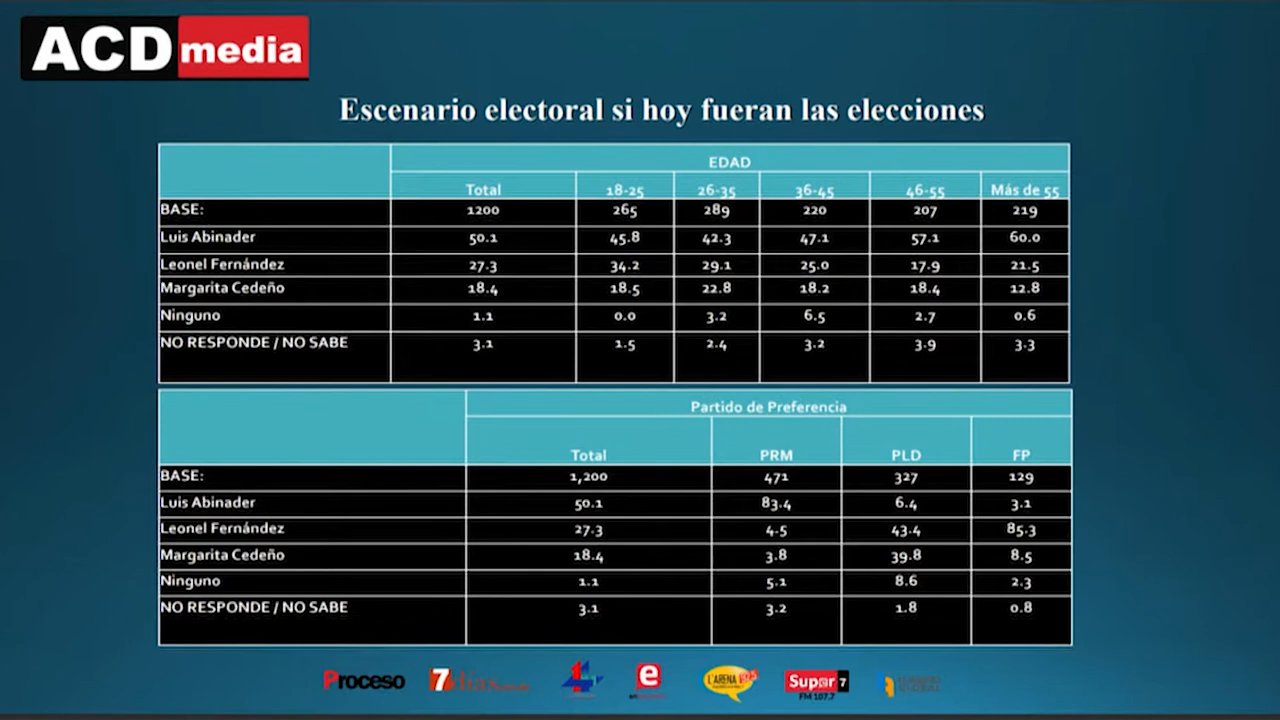 ACD media
Escenario electoral si hoy fueran las elecciones
EDAD
Total 18-25 26-35 36-45 46-55 Más de 55
BASE: 1200 265 289 220 207 219
Luis Abinader 50.1 45.8 42.3 47.1 57.1 60.0
Leonel Fernández 27.3 34.2 29.1 25.0 17.9 21.5
Margarita Cedeño 18.4 18.5 22.8 18.2 18.4 12.8
Ninguno 1.1 0.0 3.2 6.5 2.7 0.6
NO RESPONDE / NO SABE 3.1 1.5 2.4 3.2 3.9 3.3
Partido de Preferencia
Total PRM PLD FP
BASE: 1,200 471 327 129
Luis Abinader 50.1 83.4 6.4 3.1
Leonel Fernández 27.3 4.5 43.4 85.3
Margarita Cedeño 18.4 3.8 39.8 8.5
Ninguno 1.1 5.1 8.6 2.3
NO RESPONDE / NO SABE 3.1 3.2 1.8 0.8
Proceso 7días e L'ARENA Super 7
FM 107.7